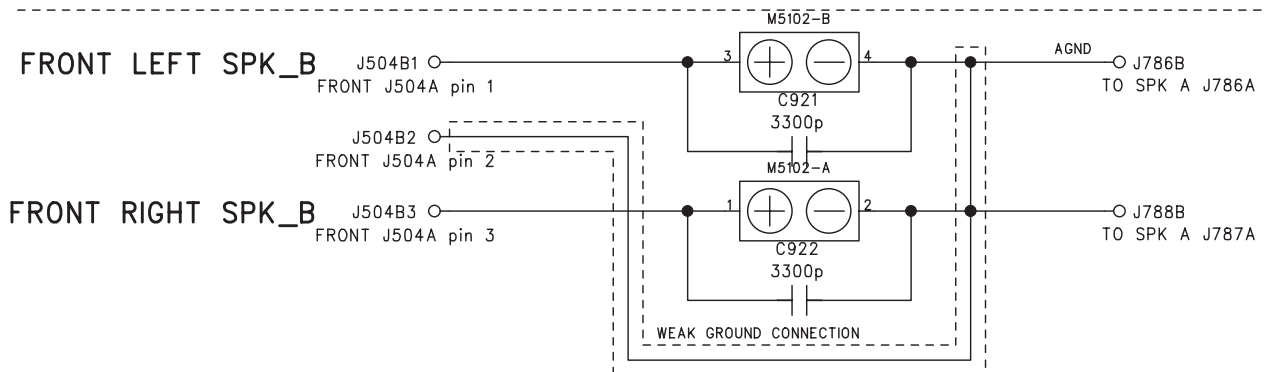 M5102-B
FRONT LEFT SPK_B
J504B1
3
4
AGND
J786B
FRONT J504A pin 1
TO SPK A J786A
C921
3300p
J504B2
FRONT J504A pin 2
M5102-A
FRONT RIGHT SPK_B
J504B3
1
2
J788B
FRONT J504A pin 3
TO SPK A J787A
C922
3300p
WEAK GROUND CONNECTION